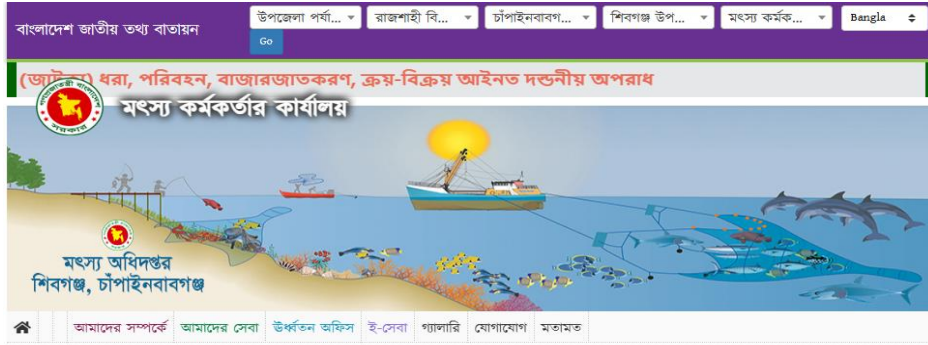 বাংলাদেশ জাতীয় তথ্য বাতায়ন
উপজেলা পর্যা... রাজশাহী বি... চাঁপাইনবাবগ... শিবগঞ্জ উপ... মৎস্য কর্মক... Bangla
Go
ধরা, পরিবহন, বাজারজাতকরণ, ক্রয়-বিক্রয় আইনত দন্ডনীয় অপরাধ
মৎস্য কর্মকর্তার কার্যালয়
মৎস্য অধিদপ্তর
শিবগঞ্জ, চাঁপাইনবাবগঞ্জ
আমাদের সম্পর্কে আমাদের সেবা ঊর্ধ্বতন অফিস ই-সেবা গ্যালারি যোগাযোগ মতামত